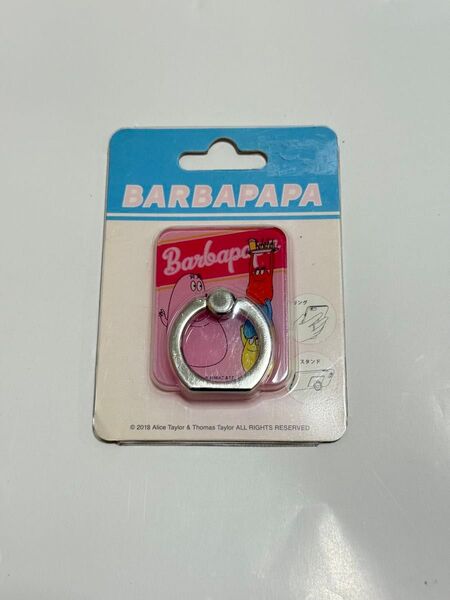 BARBAPAPA
Barbapapa
リング
スタンド
© 2018 Alice Taylor & Thomas Taylor ALL RIGHTS RESERVED